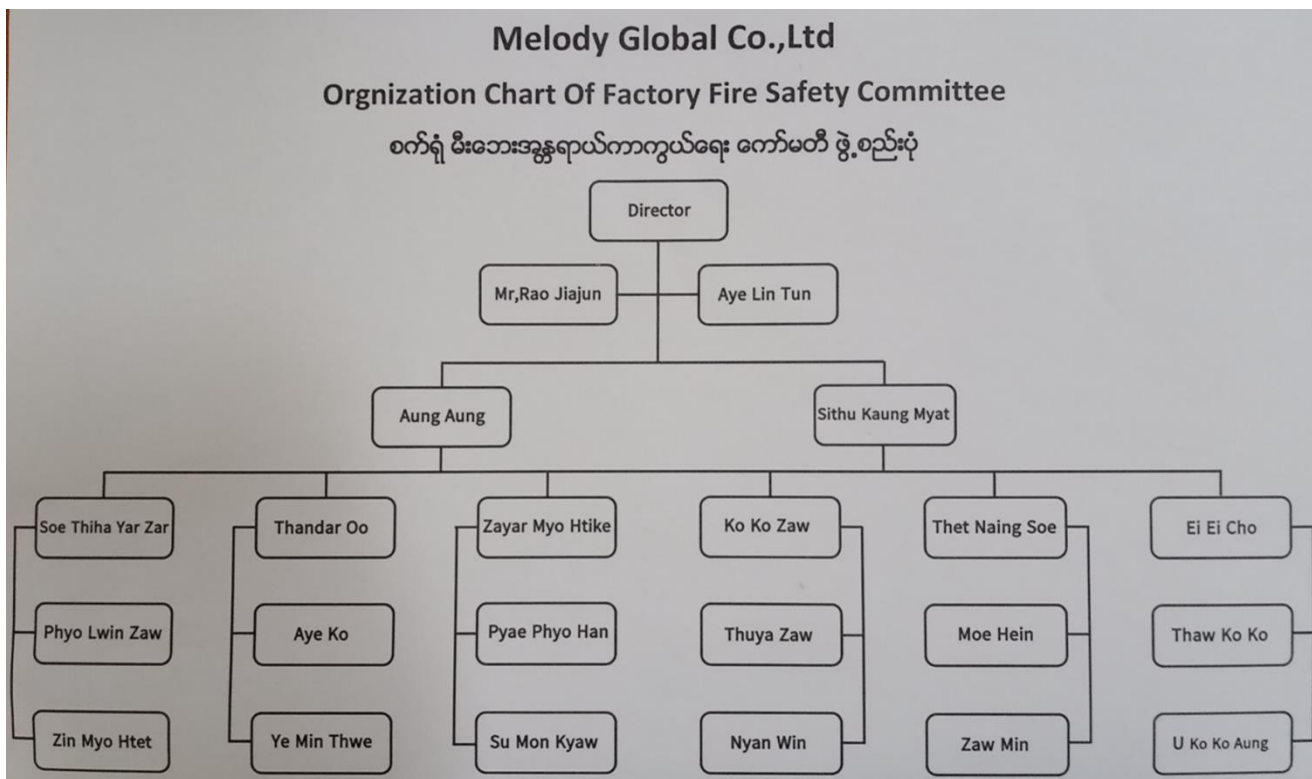 Melody Global Co.,Ltd
Orgnization Chart Of Factory Fire Safety Committee
စက်ရုံ မီးဘေးအန္တရာယ်ကာကွယ်ရေး ကော်မတီ ဖွဲ့စည်းပုံ
Director
Mr,Rao Jiajun
Aye Lin Tun
Aung Aung
Sithu Kaung Myat
Soe Thiha Yar Zar
Thandar Oo
Zayar Myo Htike
Ko Ko Zaw
Thet Naing Soe
Ei Ei Cho
Phyo Lwin Zaw
Aye Ko
Pyae Phyo Han
Thuya Zaw
Moe Hein
Thaw Ko Ko
Zin Myo Htet
Ye Min Thwe
Su Mon Kyaw
Nyan Win
Zaw Min
U Ko Ko Aung